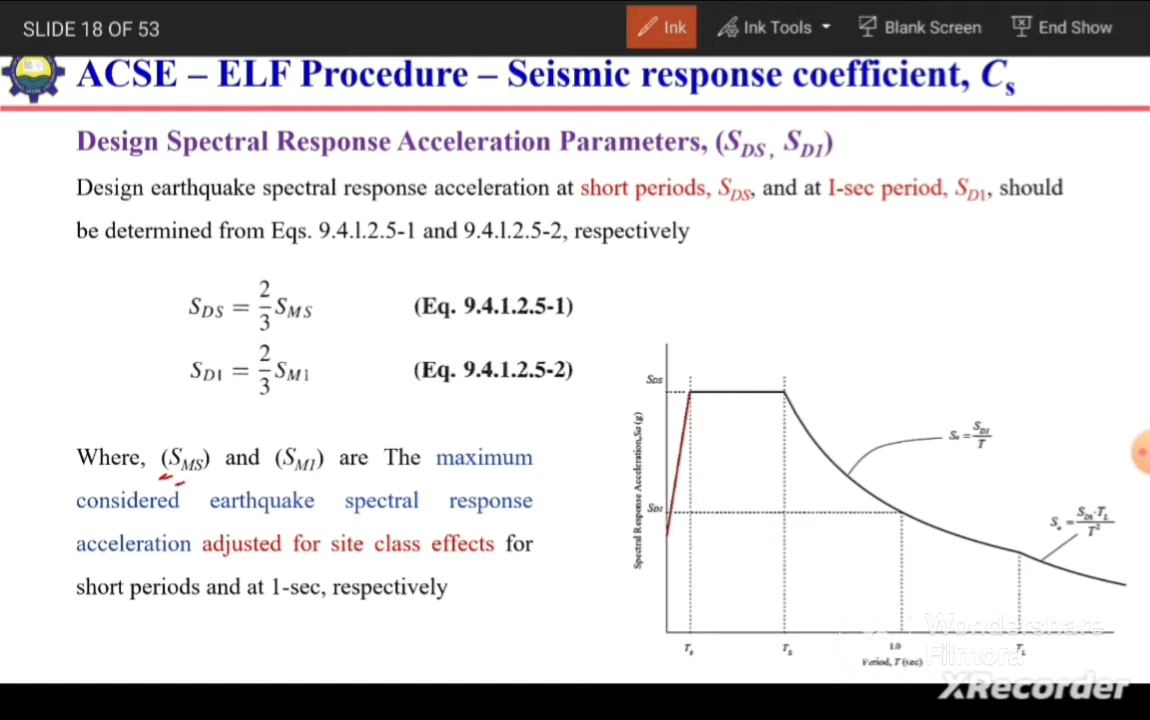 SLIDE 18 OF 53
Ink
Ink Tools
Blank Screen
End Show
ACSE – ELF Procedure – Seismic response coefficient, Cs
Design Spectral Response Acceleration Parameters, (SDS , SD1)
Design earthquake spectral response acceleration at short periods, SDS, and at I-sec period, SD1, should
be determined from Eqs. 9.4.l.2.5-1 and 9.4.l.2.5-2, respectively
SDS = 2/3 SMS (Eq. 9.4.1.2.5-1)
SD1 = 2/3 SM1 (Eq. 9.4.1.2.5-2)
Where, (SMS) and (SM1) are The maximum
considered earthquake spectral response
acceleration adjusted for site class effects for
short periods and at 1-sec, respectively
Spectral Response Acceleration, Sa (g)
SDS
SD1
Sa = SD1/T
Sa = SD1·TL/T²
TS
1.0
TL
Period, T (sec)
Wondershare
Filmora
XRecorder